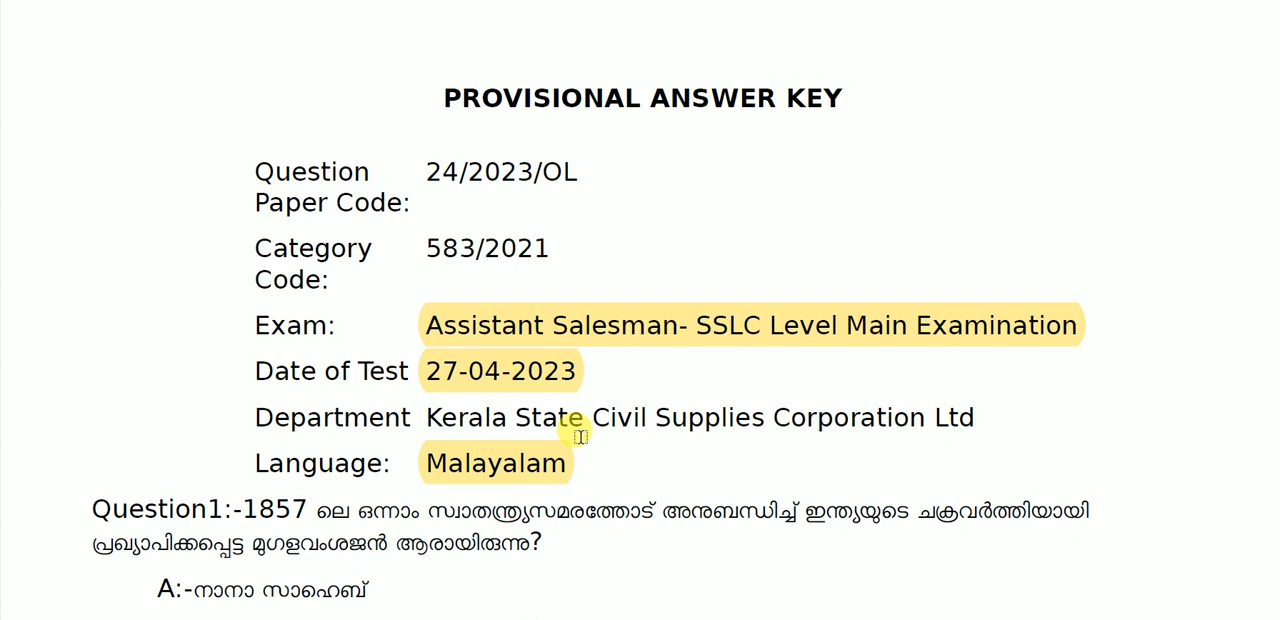 PROVISIONAL ANSWER KEY
Question 24/2023/OL
Paper Code:
Category 583/2021
Code:
Exam: Assistant Salesman- SSLC Level Main Examination
Date of Test 27-04-2023
Department Kerala State Civil Supplies Corporation Ltd
Language: Malayalam
Question1:-1857 ലെ ഒന്നാം സ്വാതന്ത്ര്യസമരത്തോട് അനുബന്ധിച്ച് ഇന്ത്യയുടെ ചക്രവർത്തിയായി
പ്രഖ്യാപിക്കപ്പെട്ട മുഗളവംശജൻ ആരായിരുന്നു?
A:-നാനാ സാഹെബ്